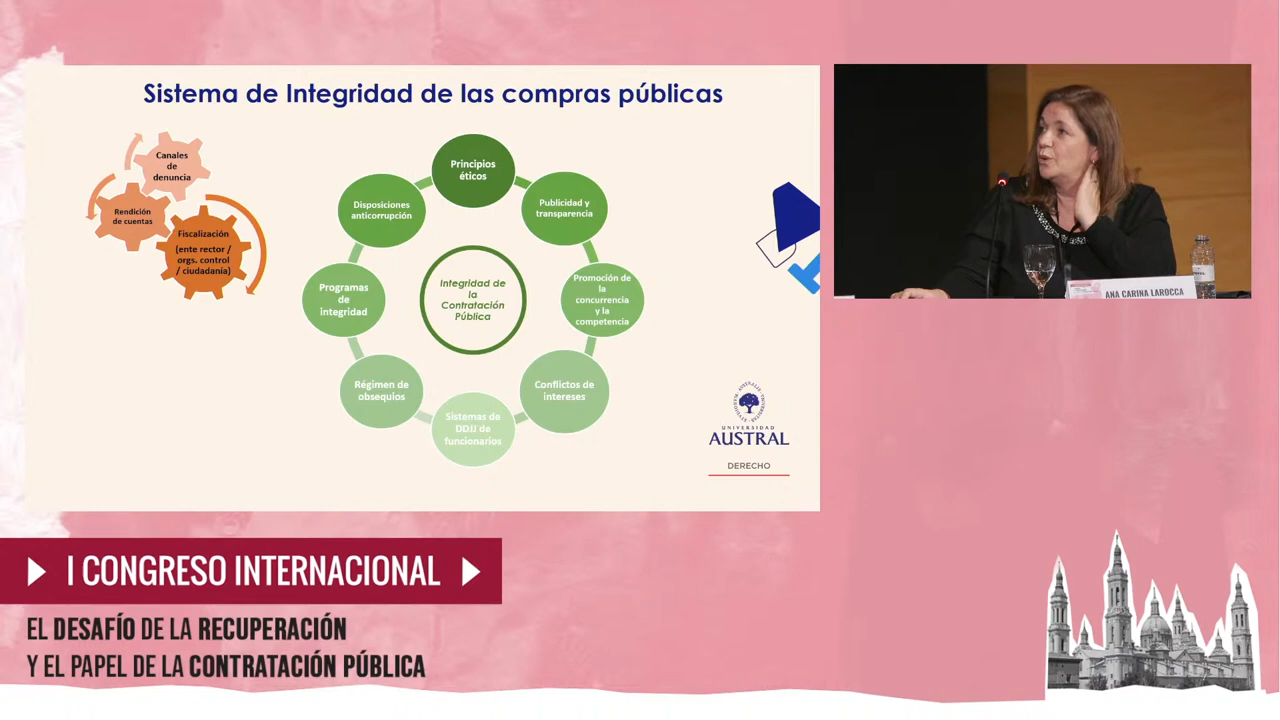 Sistema de Integridad de las compras públicas
Canales
de
denuncia
Rendición
de cuentas
Fiscalización
(ente rector /
orgs. control
/ ciudadanía)
Principios
éticos
Publicidad y
transparencia
Promoción de
la
concurrencia
y la
competencia
Conflictos de
intereses
Sistemas de
DDJJ de
funcionarios
Régimen de
obsequios
Programas
de
integridad
Disposiciones
anticorrupción
Integridad de
la
Contratación
Pública
UNIVERSIDAD
AUSTRAL
DERECHO
ANA CARINA LAROCCA
I CONGRESO INTERNACIONAL
EL DESAFÍO DE LA RECUPERACIÓN
Y EL PAPEL DE LA CONTRATACIÓN PÚBLICA